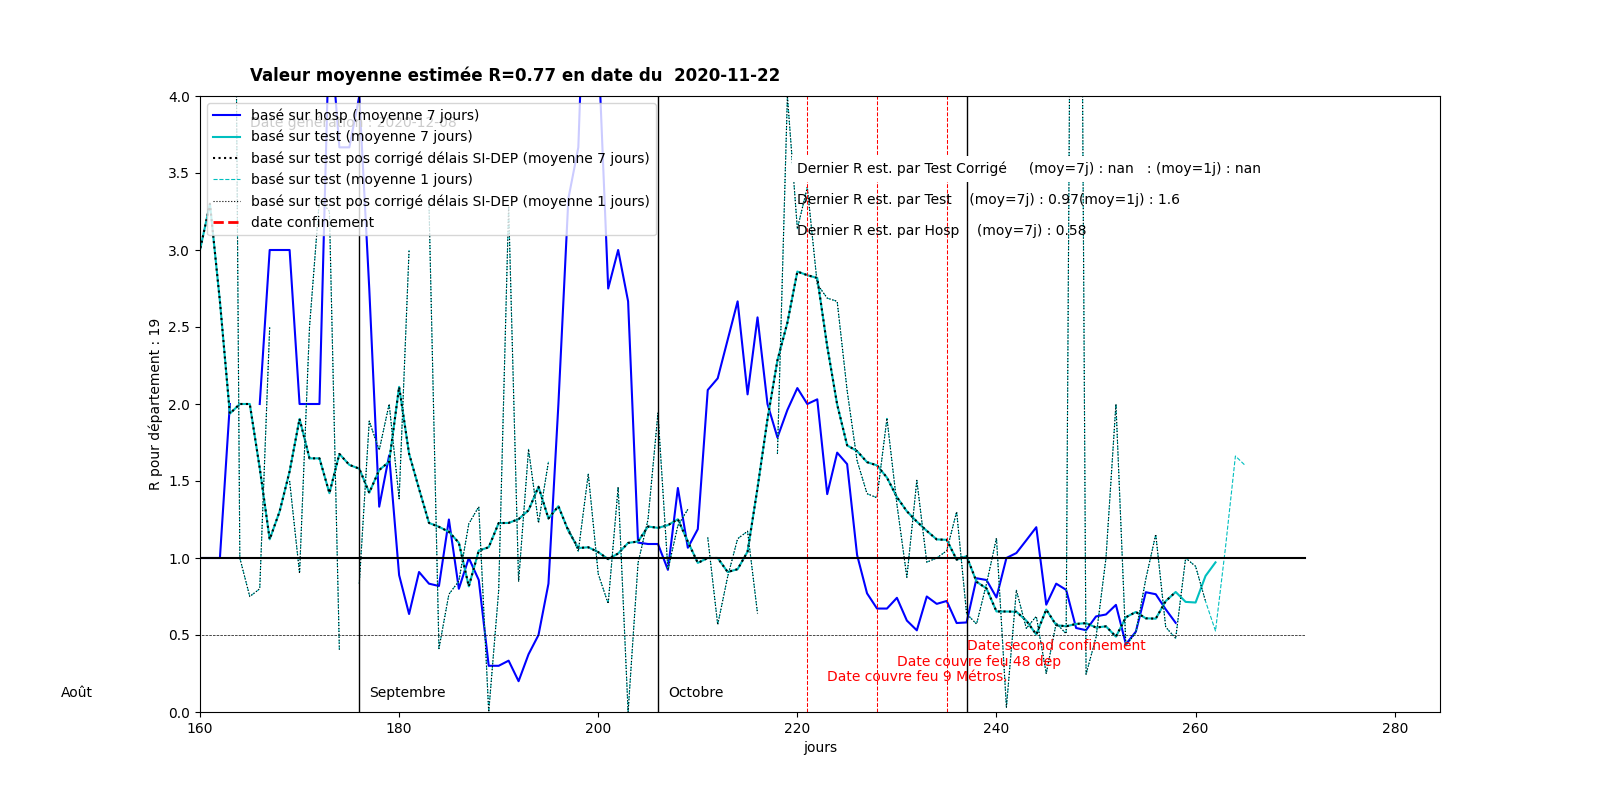 Valeur moyenne estimée R=0.77 en date du  2020-11-22
4.0
3.5
3.0
2.5
2.0
1.5
1.0
0.5
0.0
R pour département : 19
basé sur hosp (moyenne 7 jours)
Date génération : 2020-12-08
basé sur test (moyenne 7 jours)
basé sur test pos corrigé délais SI-DEP (moyenne 7 jours)
basé sur test (moyenne 1 jours)
basé sur test pos corrigé délais SI-DEP (moyenne 1 jours)
date confinement
Dernier R est. par Test Corrigé     (moy=7j) : nan   : (moy=1j) : nan
Dernier R est. par Test    (moy=7j) : 0.97(moy=1j) : 1.6
Dernier R est. par Hosp    (moy=7j) : 0.58
Date second confinement
Date couvre feu 48 dép
Date couvre feu 9 Métros
Août
Septembre
Octobre
160 180 200 220 240 260 280
jours